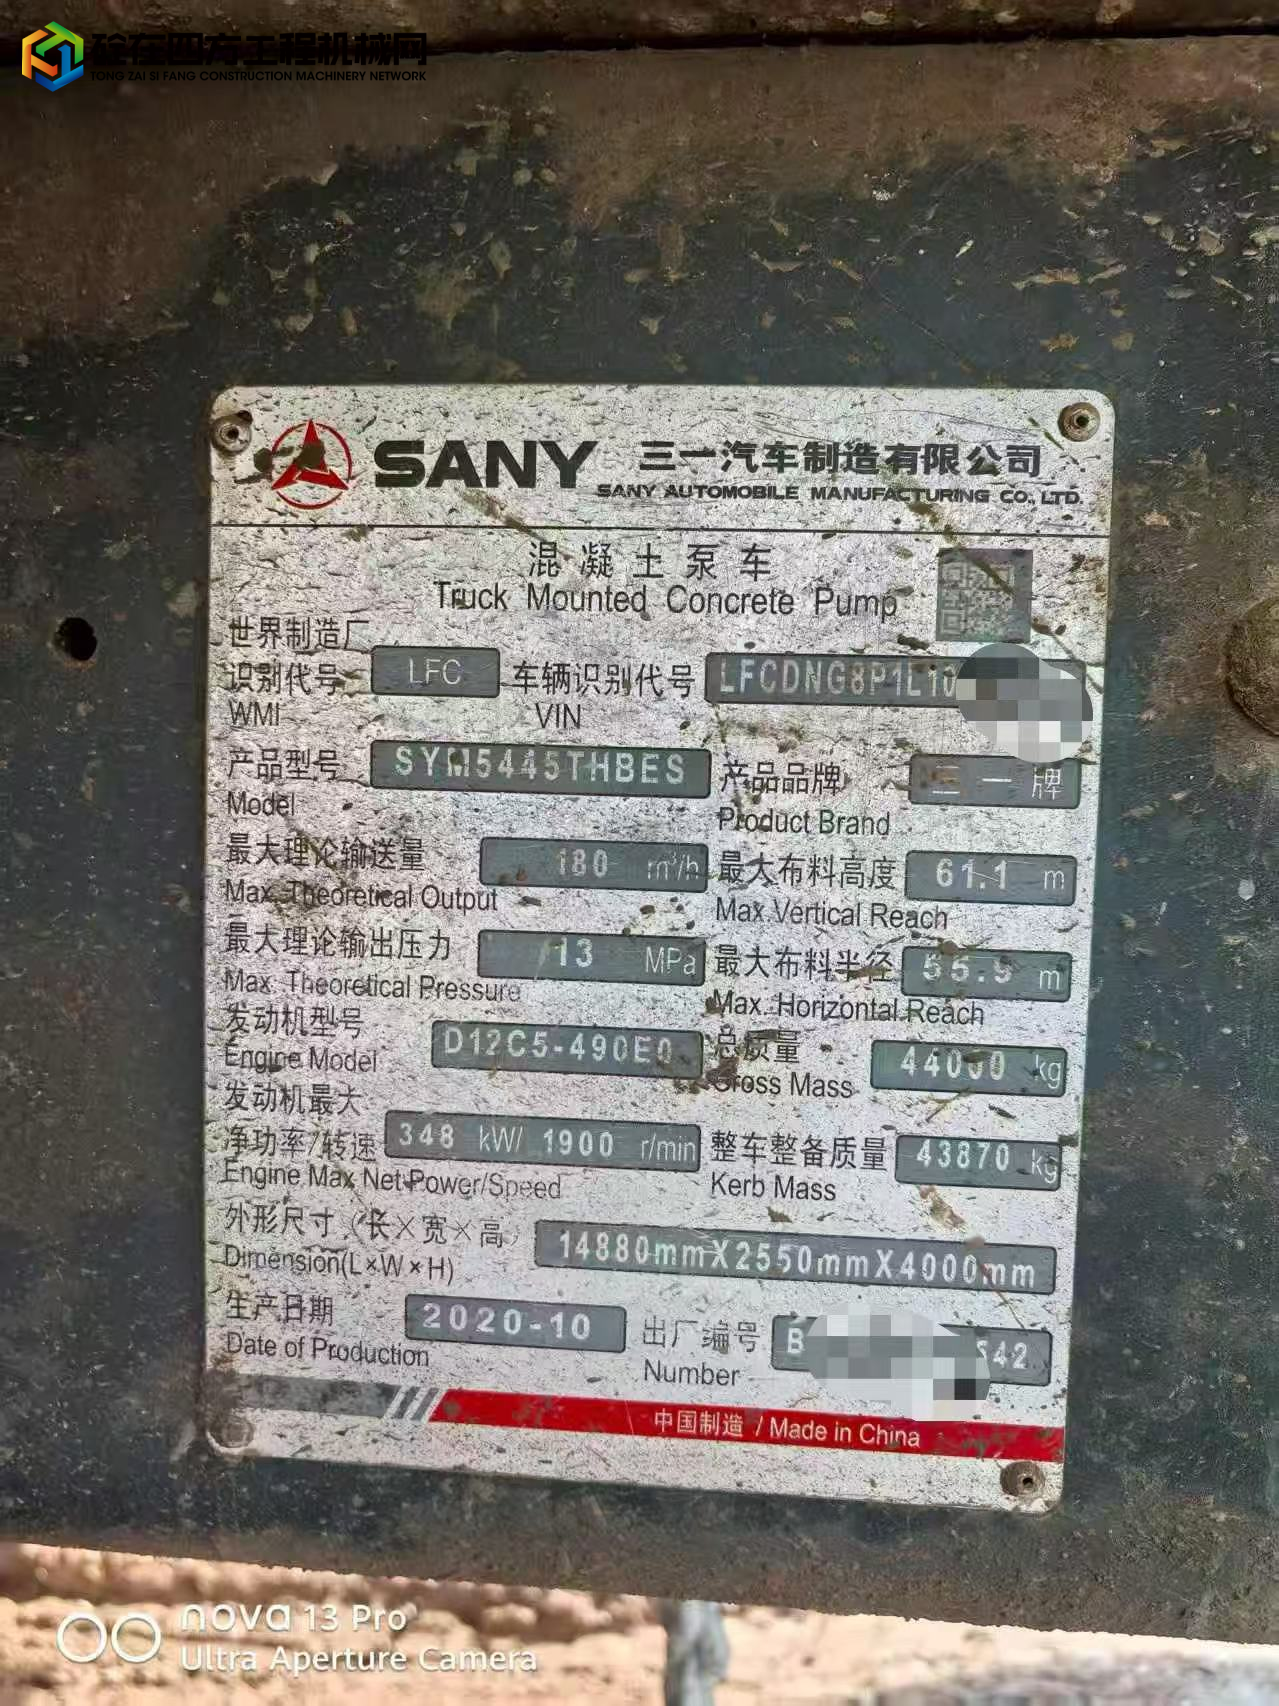 砼在四方工程机械网
TONG ZAI SI FANG CONSTRUCTION MACHINERY NETWORK
SANY 三一汽车制造有限公司
SANY AUTOMOBILE MANUFACTURING CO., LTD.
混凝土泵车
Truck Mounted Concrete Pump
世界制造厂
识别代号 LFC 车辆识别代号 LFCDNG8P1L10
WMI VIN
产品型号 SYM5445THBES 产品品牌 三一牌
Model Product Brand
最大理论输送量 180 m³/h 最大布料高度 61.1 m
Max. Theoretical Output Max.Vertical Reach
最大理论输出压力 13 MPa 最大布料半径 55.9 m
Max. Theoretical Pressure Max. Horizontal Reach
发动机型号 D12C5-490E0 总质量 44000 kg
Engine Model Gross Mass
发动机最大
净功率/转速 348 kW/ 1900 r/min 整车整备质量 43870 kg
Engine Max Net Power/Speed Kerb Mass
外形尺寸（长×宽×高） 14880mmX2550mmX4000mm
Dimension(L×W×H)
生产日期 2020-10 出厂编号 B 542
Date of Production Number
中国制造 / Made in China
nova 13 Pro
Ultra Aperture Camera